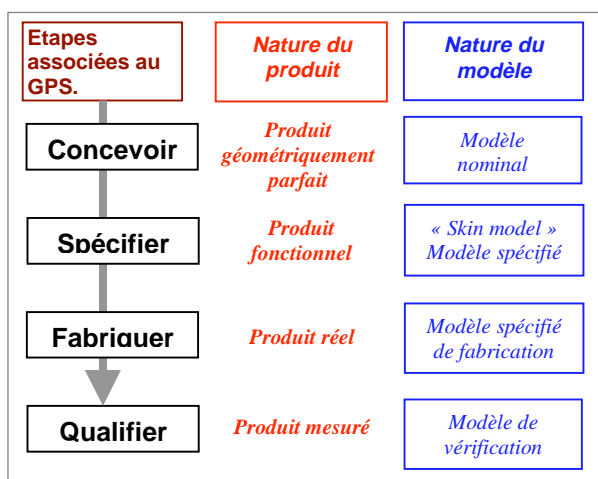 Etapes
associées au
GPS.
Nature du
produit
Nature du
modèle
Concevoir
Produit
géométriquement
parfait
Modèle
nominal
Spécifier
Produit
fonctionnel
« Skin model »
Modèle spécifié
Fabriquer
Produit réel
Modèle spécifié
de fabrication
Qualifier
Produit mesuré
Modèle de
vérification